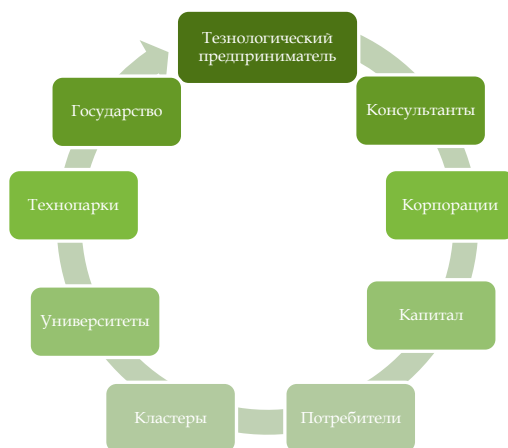 Тезнологический
предприниматель
Консультанты
Корпорации
Капитал
Потребители
Кластеры
Университеты
Технопарки
Государство